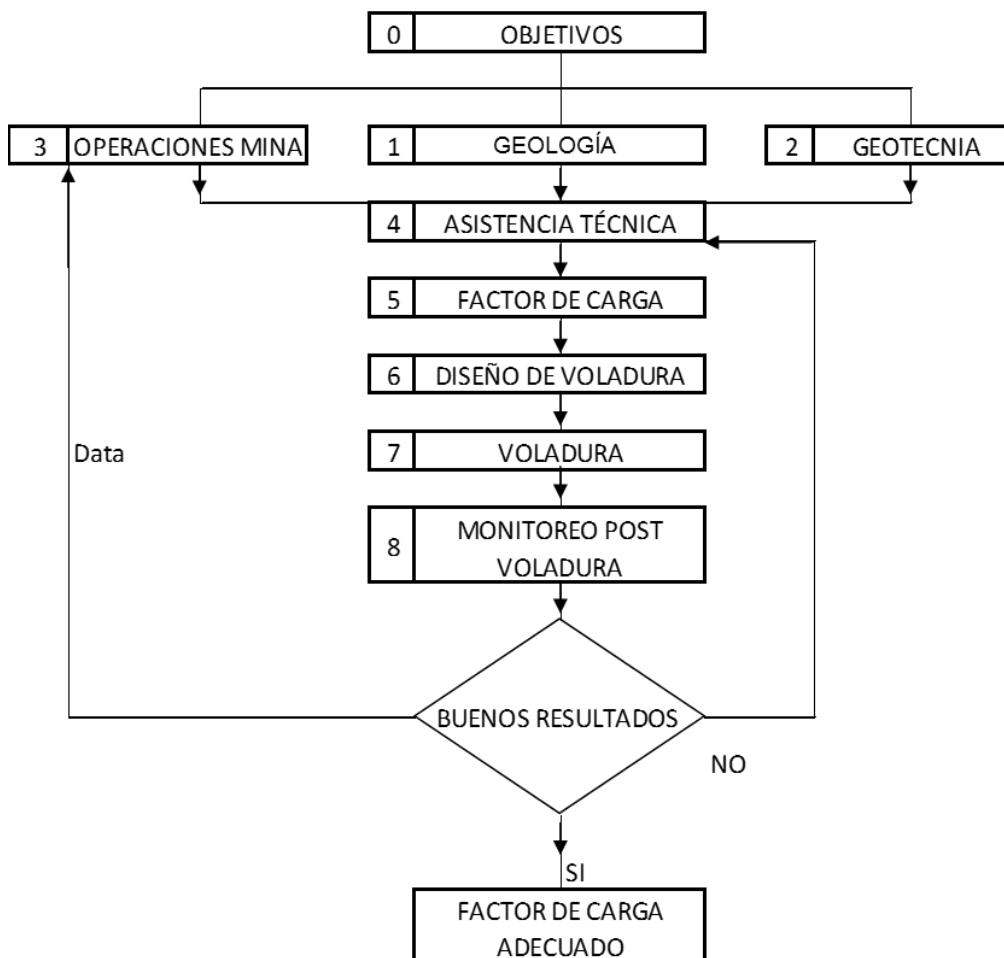 0 OBJETIVOS
3 OPERACIONES MINA
1 GEOLOGÍA
2 GEOTECNIA
4 ASISTENCIA TÉCNICA
5 FACTOR DE CARGA
6 DISEÑO DE VOLADURA
Data
7 VOLADURA
8 MONITOREO POST
VOLADURA
BUENOS RESULTADOS
NO
SI
FACTOR DE CARGA
ADECUADO